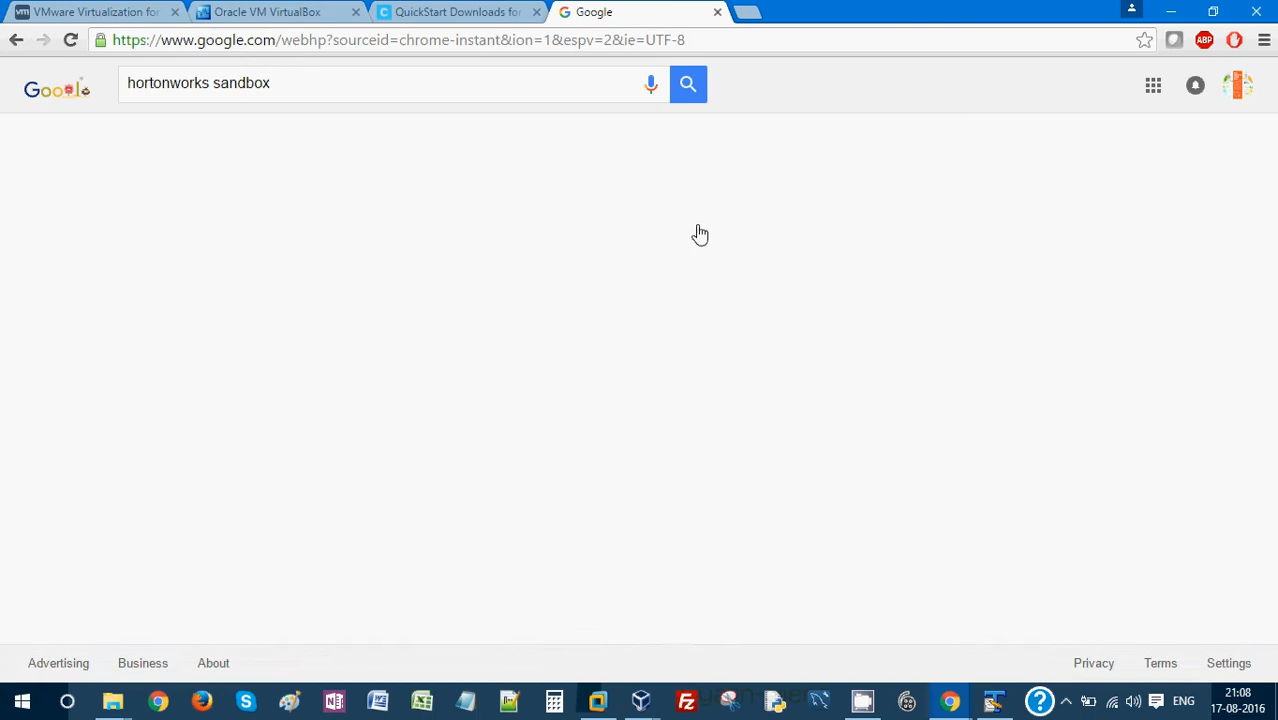 VMware Virtualization for
Oracle VM VirtualBox
QuickStart Downloads for
Google
https://www.google.com/webhp?sourceid=chrome-instant&ion=1&espv=2&ie=UTF-8
ABP
Google
hortonworks sandbox
Advertising
Business
About
Privacy
Terms
Settings
ENG
21:08
17-08-2016